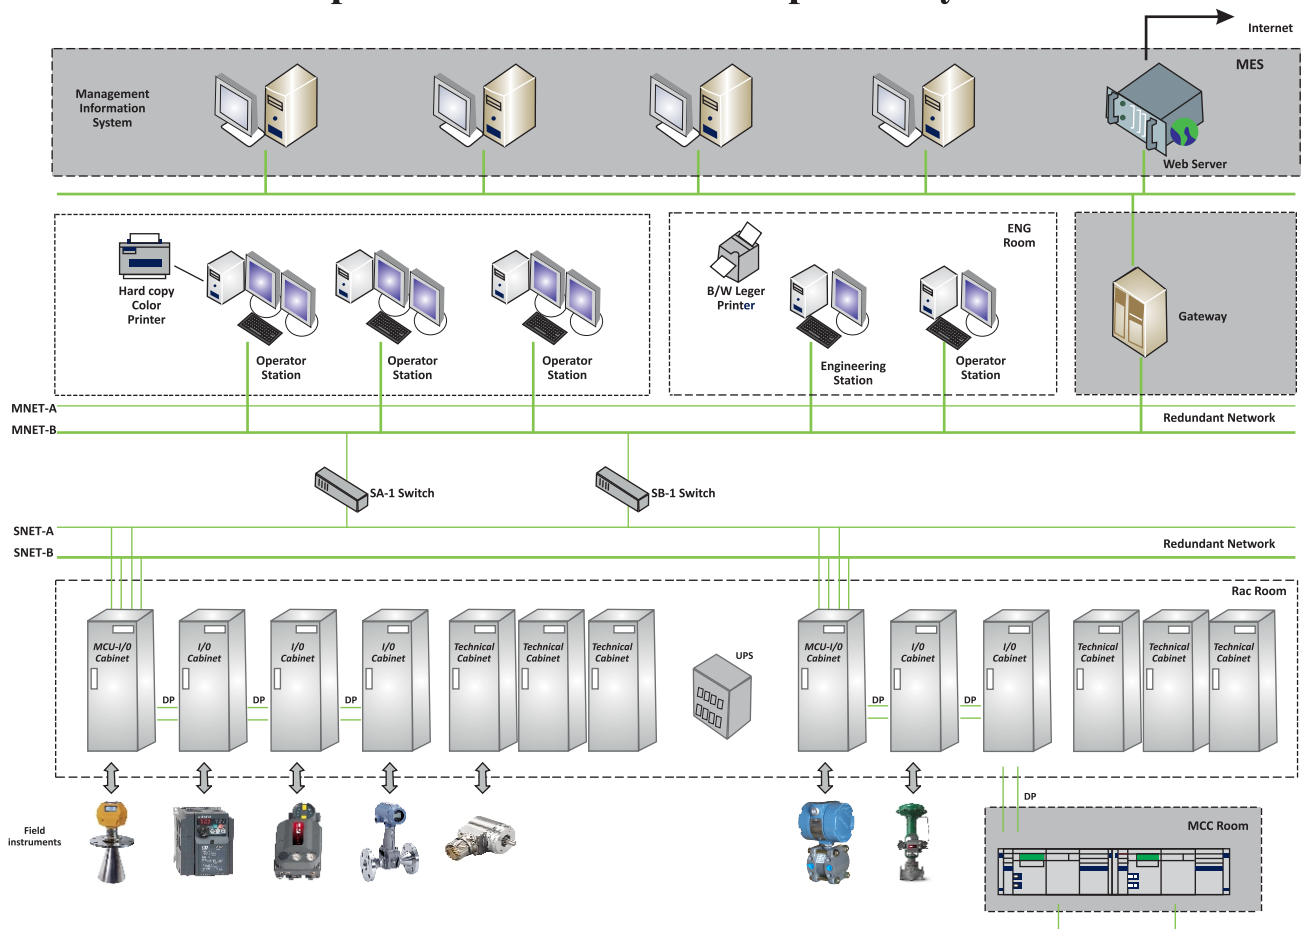 Internet
MES
Management
Information
System
Web Server
ENG
Room
Hard copy
Color
Printer
B/W Leger
Printer
Gateway
Operator
Station
Operator
Station
Operator
Station
Engineering
Station
Operator
Station
MNET-A
Redundant Network
MNET-B
SA-1 Switch
SB-1 Switch
SNET-A
SNET-B
Redundant Network
Rac Room
MCU-I/0
Cabinet
I/0
Cabinet
I/0
Cabinet
I/0
Cabinet
Technical
Cabinet
Technical
Cabinet
Technical
Cabinet
UPS
MCU-I/0
Cabinet
I/0
Cabinet
I/0
Cabinet
Technical
Cabinet
Technical
Cabinet
Technical
Cabinet
DP
DP
DP
DP
DP
DP
MCC Room
Field
instruments